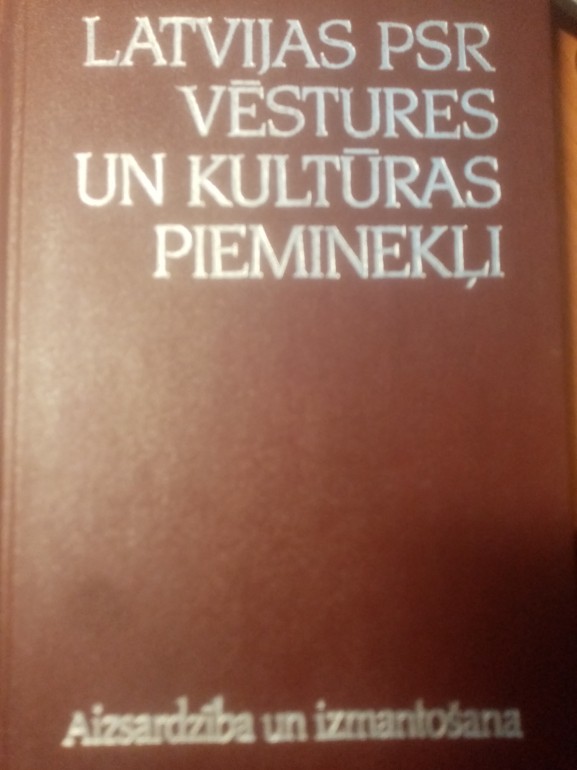 LATVIJAS PSR
VĒSTURES
UN KULTŪRAS
PIEMINEKĻI
Aizsardzība un izmantošana